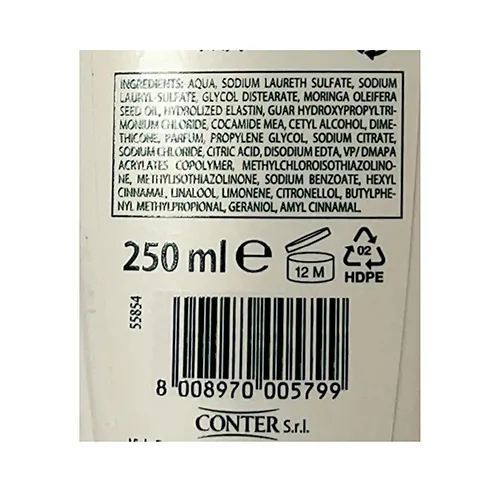 INGREDIENTS: AQUA, SODIUM LAURETH SULFATE, SODIUM
LAURYL-SULFATE, GLYCOL DISTEARATE, MORINGA OLEIFERA
SEED OIL, HYDROLIZED ELASTIN, GUAR HYDROXYPROPYLTRI-
MONIUM CHLORIDE, COCAMIDE MEA, CETYL ALCOHOL, DIME-
THICONE, PARFUM, PROPYLENE GLYCOL, SODIUM CITRATE,
SODIUM CHLORIDE, CITRIC ACID, DISODIUM EDTA, VP/ DMAPA
ACRYLATES COPOLYMER, METHYLCHLOROISOTHIAZOLINO-
NE, METHYLISOTHIAZOLINONE, SODIUM BENZOATE, HEXYL
CINNAMAL, LINALOOL, LIMONENE, CITRONELLOL, BUTYLPHE-
NYL METHYLPROPIONAL, GERANIOL, AMYL CINNAMAL.
250 ml e
12 M
02
HDPE
55854
8 008970 005799
CONTER S.r.l.